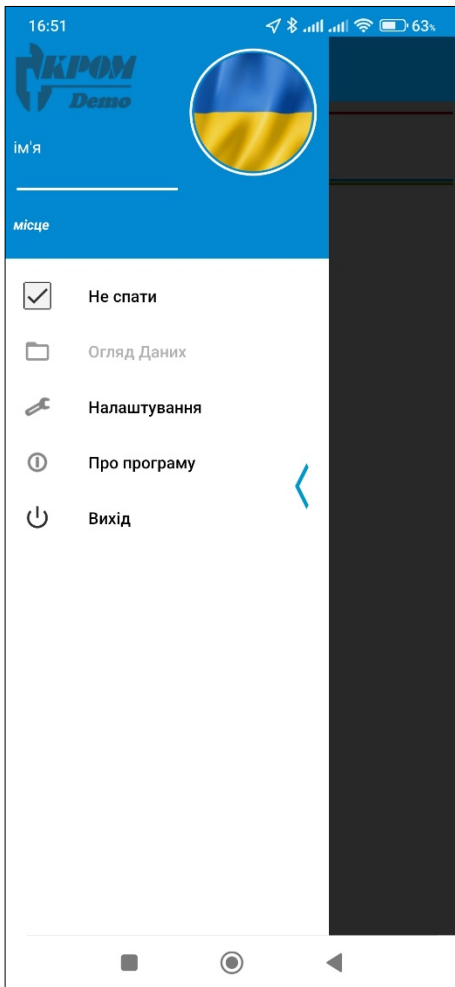 16:51
63%
КРОМ
Demo
ім'я
місце
Не спати
Огляд Даних
Налаштування
Про програму
Вихід